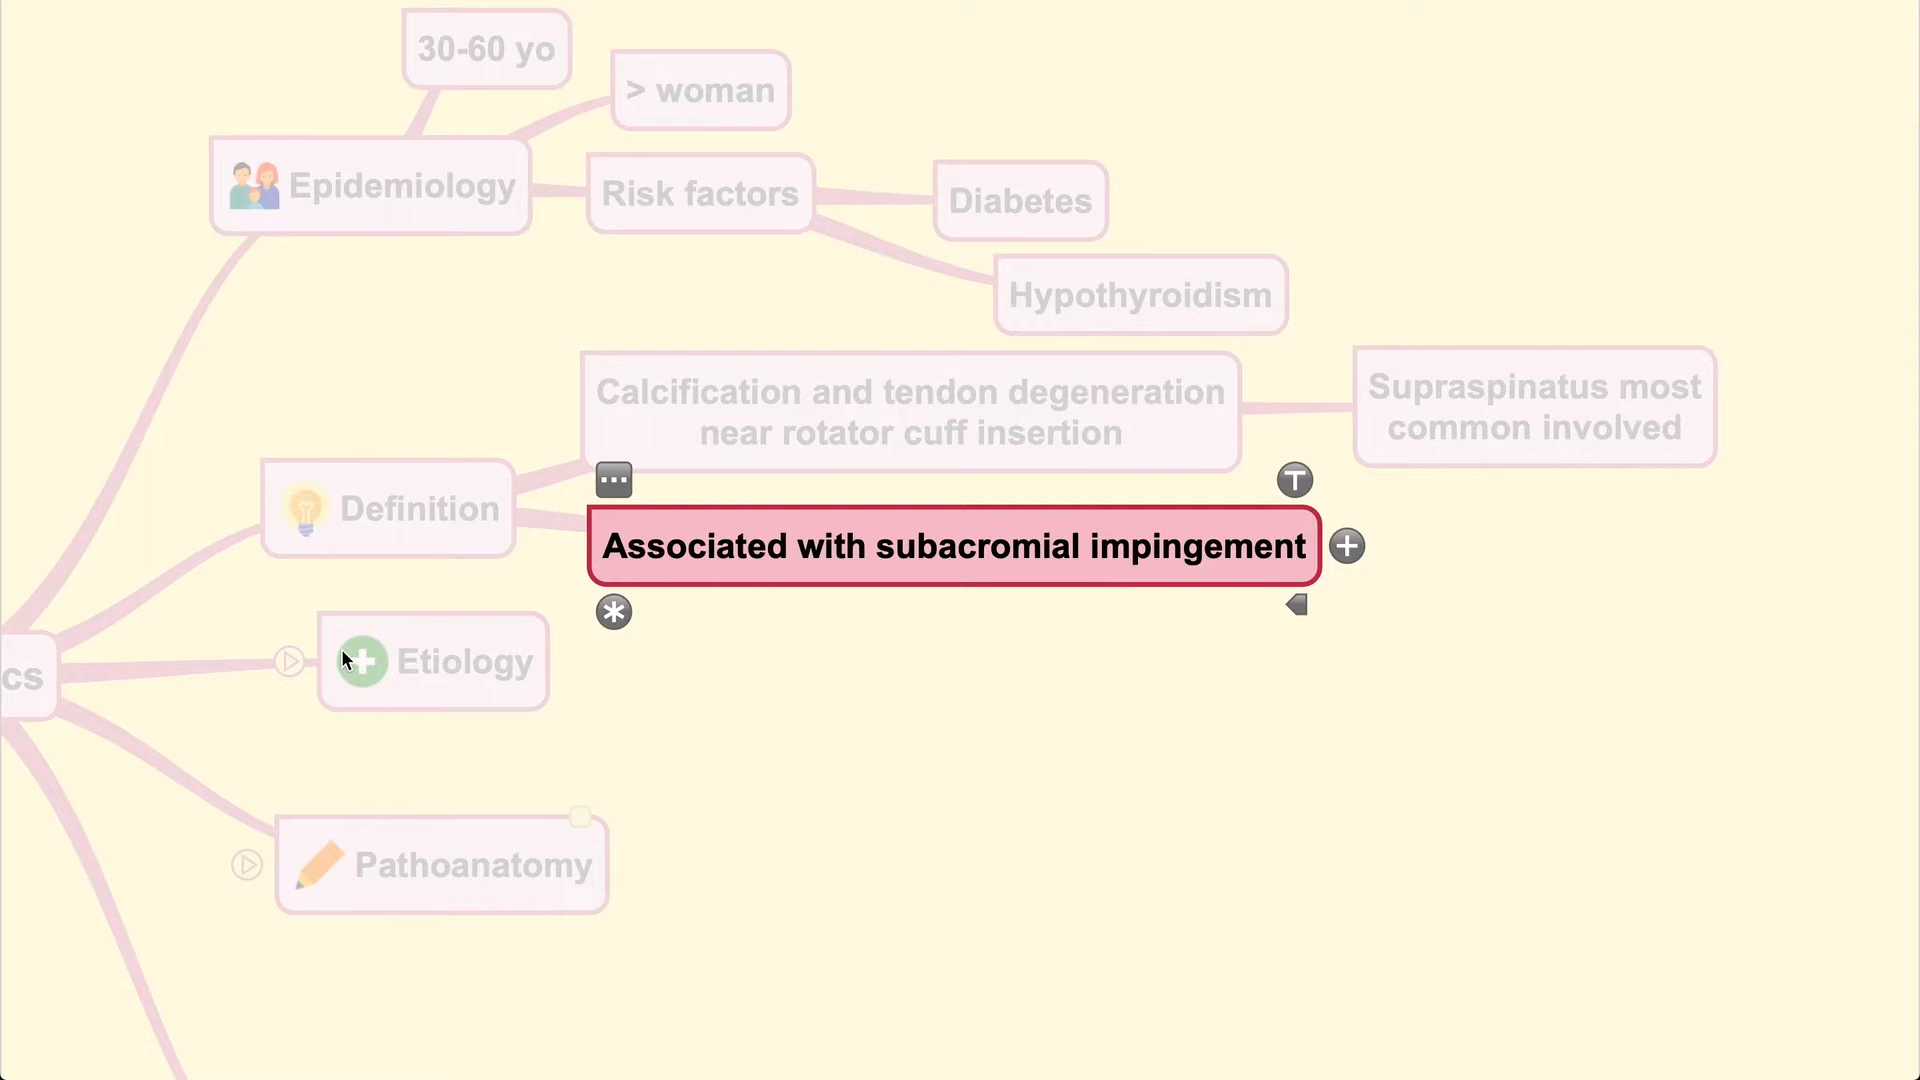 30-60 yo
> woman
Epidemiology
Risk factors
Diabetes
Hypothyroidism
Calcification and tendon degeneration
near rotator cuff insertion
Supraspinatus most
common involved
Definition
Associated with subacromial impingement
Etiology
cs
Pathoanatomy